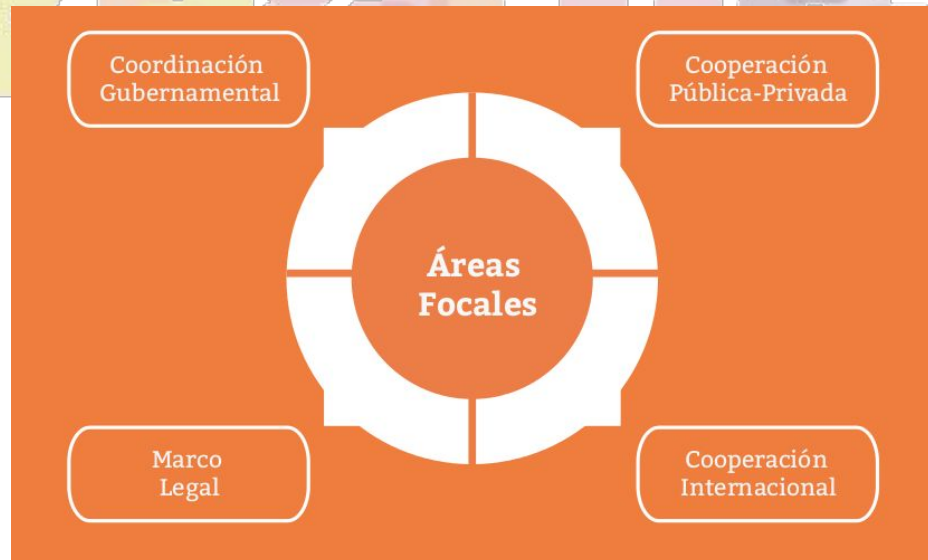 Coordinación
Gubernamental
Cooperación
Pública-Privada
Áreas
Focales
Marco
Legal
Cooperación
Internacional